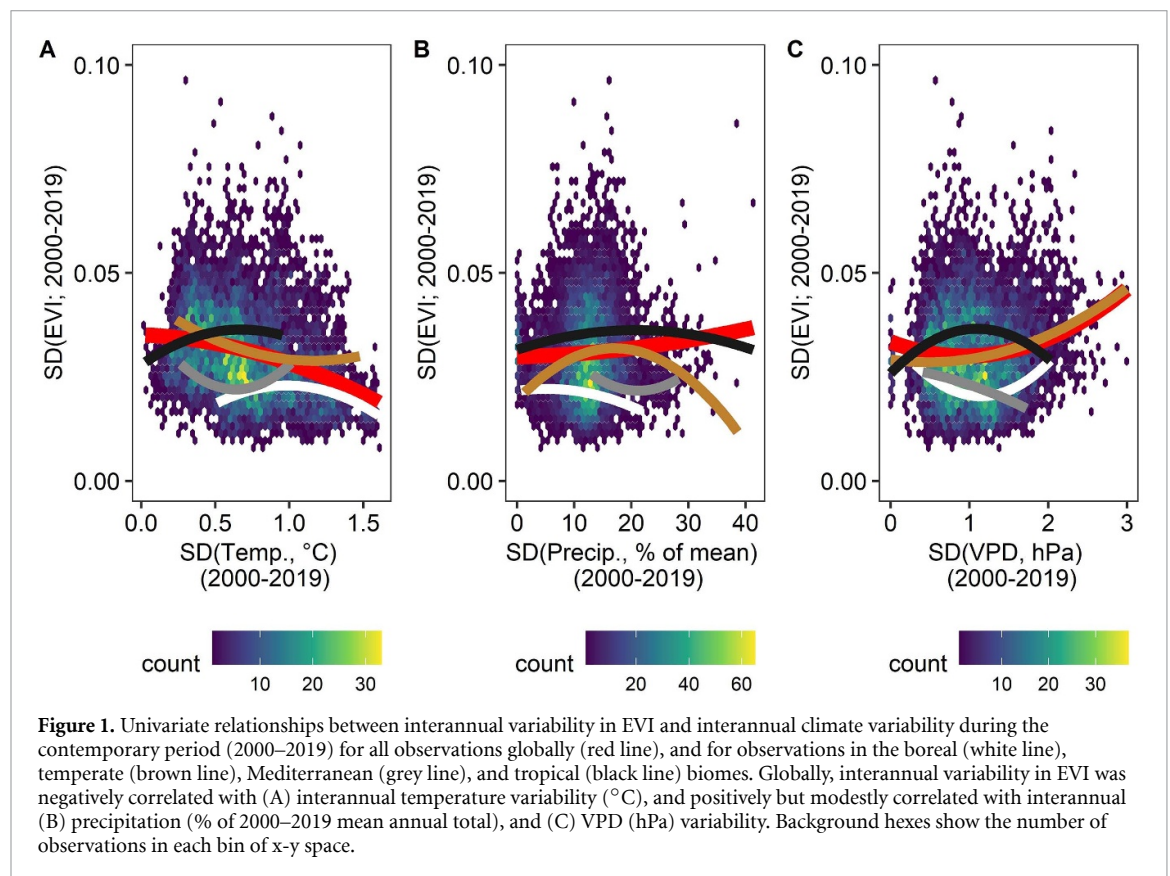 A
B
C
0.10
0.05
0.00
SD(EVI; 2000-2019)
0.0 0.5 1.0 1.5
SD(Temp., °C)
(2000-2019)
count
10 20 30
0.10
0.05
0.00
SD(EVI; 2000-2019)
0 10 20 30 40
SD(Precip., % of mean)
(2000-2019)
count
20 40 60
0.10
0.05
0.00
SD(EVI; 2000-2019)
0 1 2 3
SD(VPD, hPa)
(2000-2019)
count
10 20 30
Figure 1. Univariate relationships between interannual variability in EVI and interannual climate variability during the
contemporary period (2000–2019) for all observations globally (red line), and for observations in the boreal (white line),
temperate (brown line), Mediterranean (grey line), and tropical (black line) biomes. Globally, interannual variability in EVI was
negatively correlated with (A) interannual temperature variability (°C), and positively but modestly correlated with interannual
(B) precipitation (% of 2000–2019 mean annual total), and (C) VPD (hPa) variability. Background hexes show the number of
observations in each bin of x-y space.